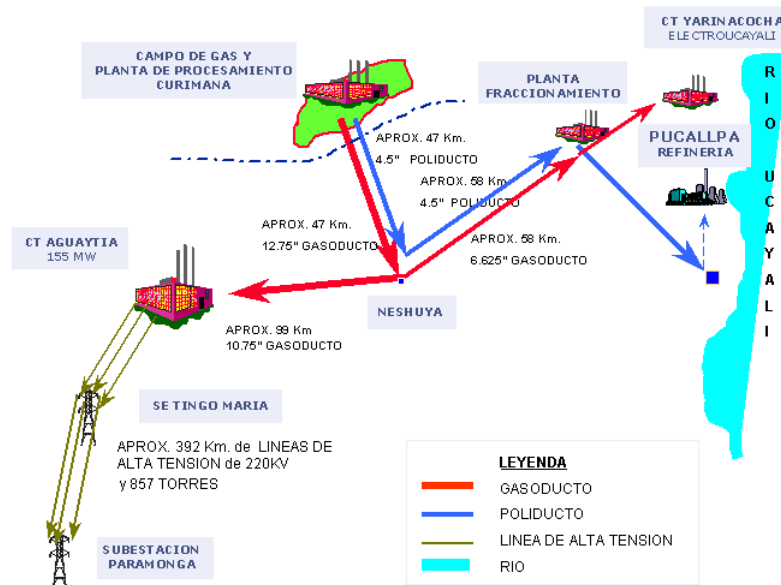 CAMPO DE GAS Y
PLANTA DE PROCESAMIENTO
CURIMANA
CT YARINACOCHA
ELECTROUCAYALI
PLANTA
FRACCIONAMIENTO
PUCALLPA
REFINERIA
RIO UCAYALI
APROX. 47 Km.
4.5" POLIDUCTO
APROX. 58 Km.
4.5" POLIDUCTO
APROX. 47 Km.
12.75" GASODUCTO
APROX. 58 Km.
6.625" GASODUCTO
CT AGUAYTIA
155 MW
NESHUYA
APROX. 99 Km
10.75" GASODUCTO
SE TINGO MARIA
APROX. 392 Km. de LINEAS DE
ALTA TENSION de 220KV
y 857 TORRES
SUBESTACION
PARAMONGA
LEYENDA
GASODUCTO
POLIDUCTO
LINEA DE ALTA TENSION
RIO